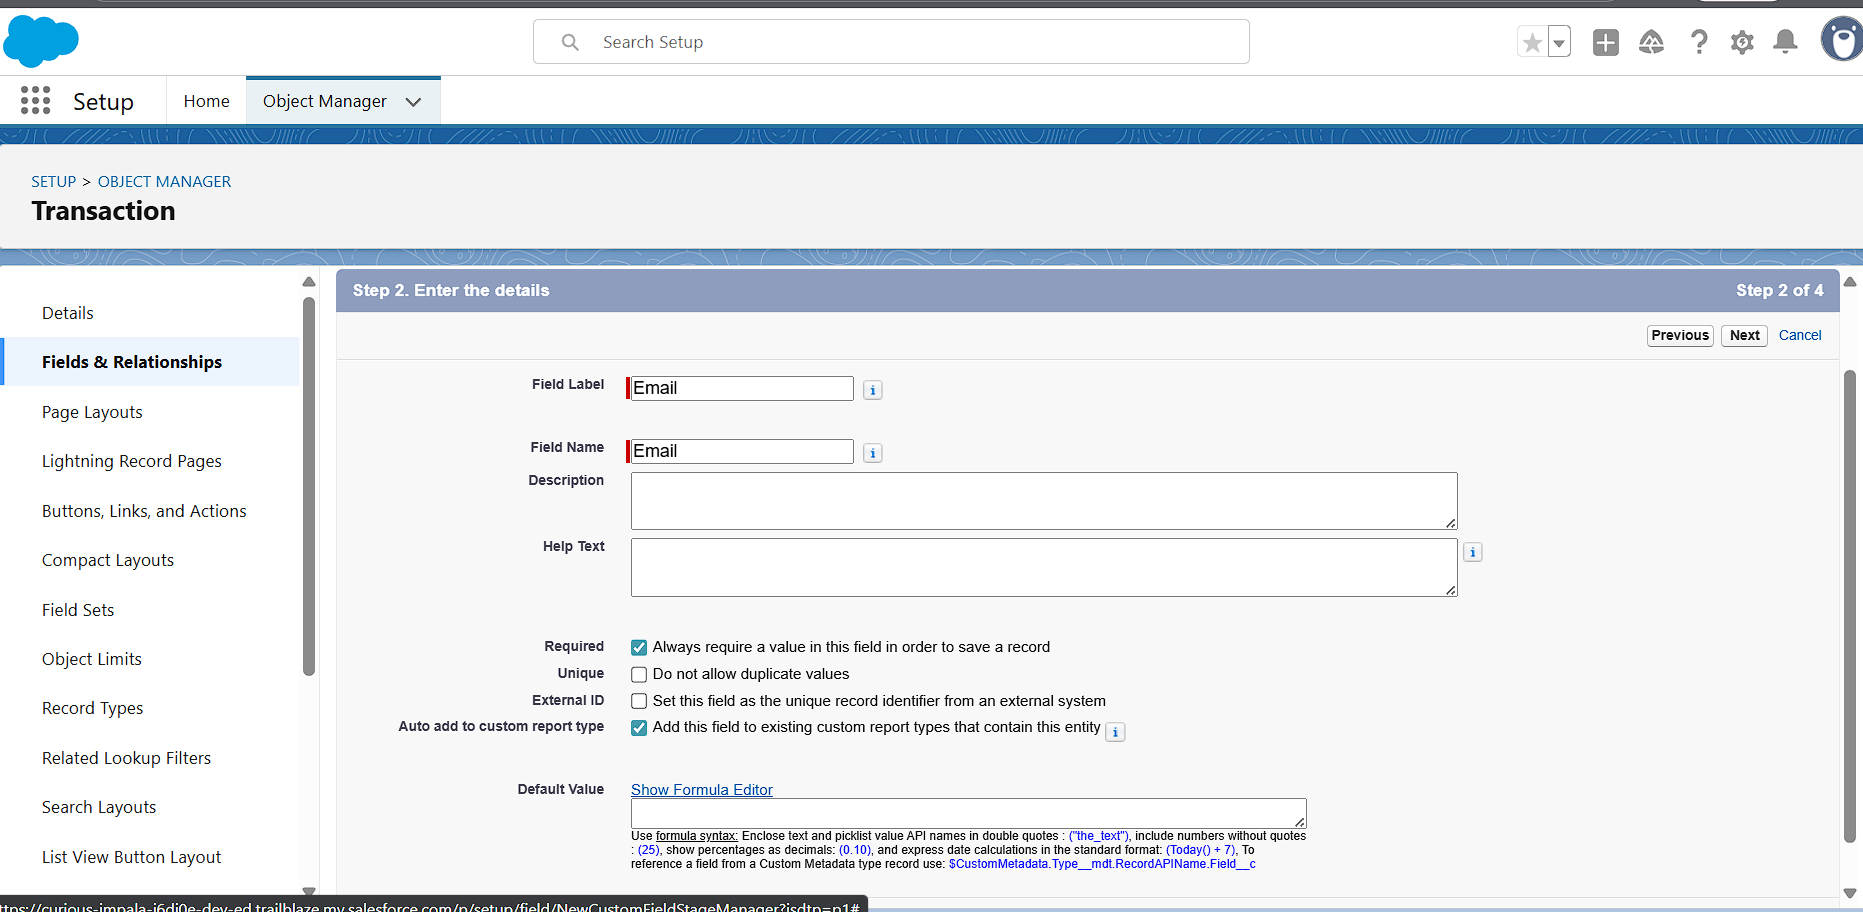 Search Setup
Setup
Home
Object Manager
SETUP > OBJECT MANAGER
Transaction
Details
Fields & Relationships
Page Layouts
Lightning Record Pages
Buttons, Links, and Actions
Compact Layouts
Field Sets
Object Limits
Record Types
Related Lookup Filters
Search Layouts
List View Button Layout
Step 2. Enter the details
Step 2 of 4
Previous
Next
Cancel
Field Label
Email
Field Name
Email
Description
Help Text
Required
Always require a value in this field in order to save a record
Unique
Do not allow duplicate values
External ID
Set this field as the unique record identifier from an external system
Auto add to custom report type
Add this field to existing custom report types that contain this entity
Default Value
Show Formula Editor
Use formula syntax: Enclose text and picklist value API names in double quotes : ("the_text"), include numbers without quotes
: (25), show percentages as decimals: (0.10), and express date calculations in the standard format: (Today() + 7), To
reference a field from a Custom Metadata type record use: $CustomMetadata.Type__mdt.RecordAPIName.Field__c
ttps://curious-impala-j6di0e-dev-ed.trailblaze.my.salesforce.com/p/setup/field/NewCustomFieldStageManager?isdtp=p1#